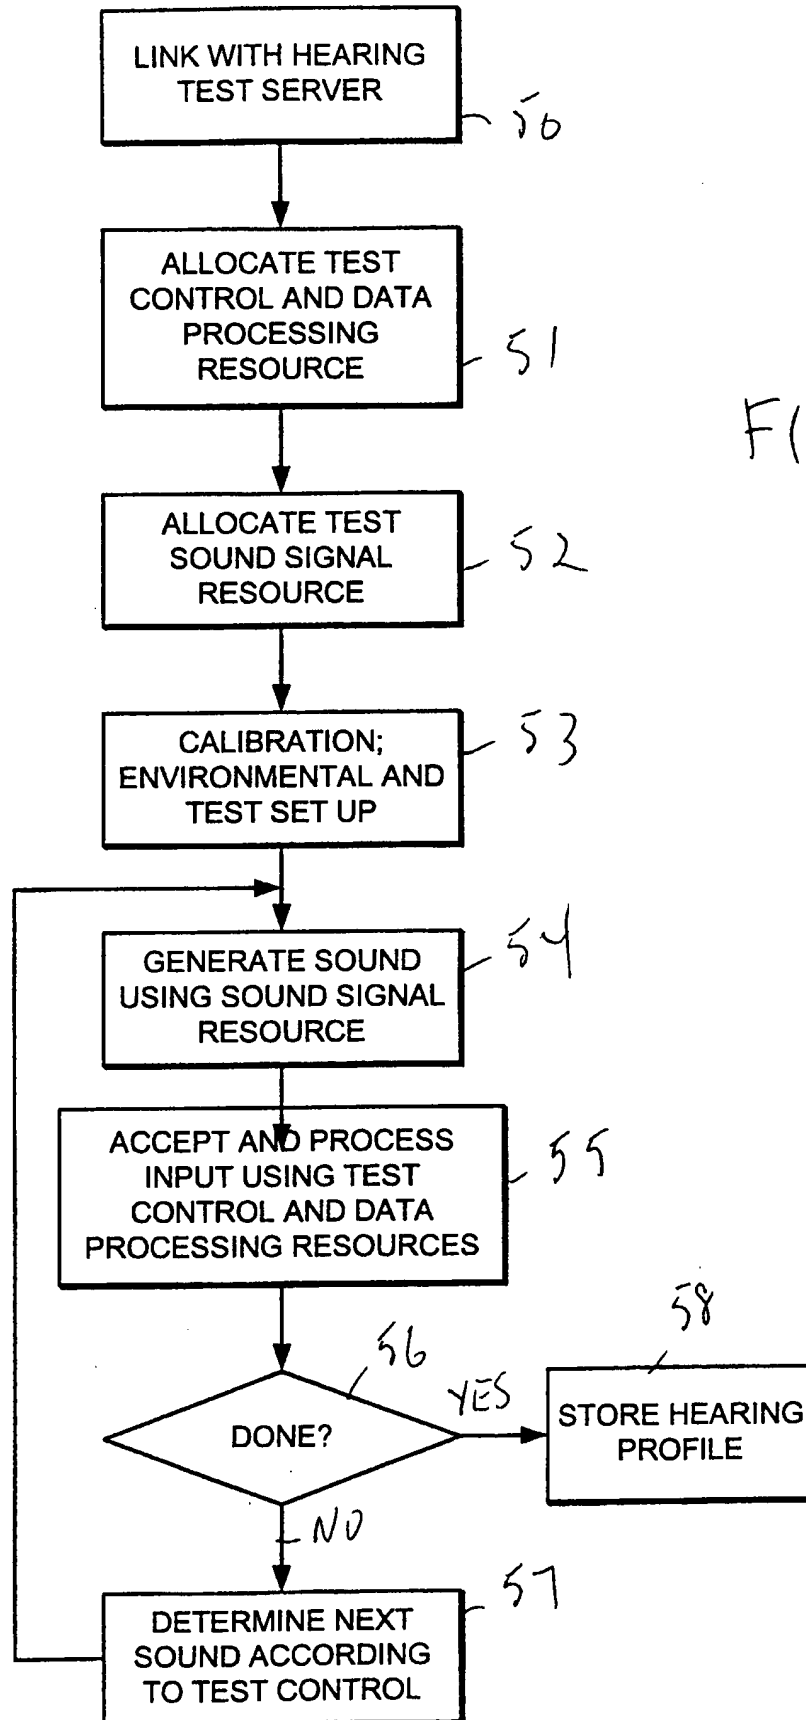 LINK WITH HEARING
TEST SERVER
50
ALLOCATE TEST
CONTROL AND DATA
PROCESSING
RESOURCE
51
ALLOCATE TEST
SOUND SIGNAL
RESOURCE
52
CALIBRATION;
ENVIRONMENTAL AND
TEST SET UP
53
GENERATE SOUND
USING SOUND SIGNAL
RESOURCE
54
ACCEPT AND PROCESS
INPUT USING TEST
CONTROL AND DATA
PROCESSING RESOURCES
55
DONE?
56
YES
STORE HEARING
PROFILE
58
NO
DETERMINE NEXT
SOUND ACCORDING
TO TEST CONTROL
57